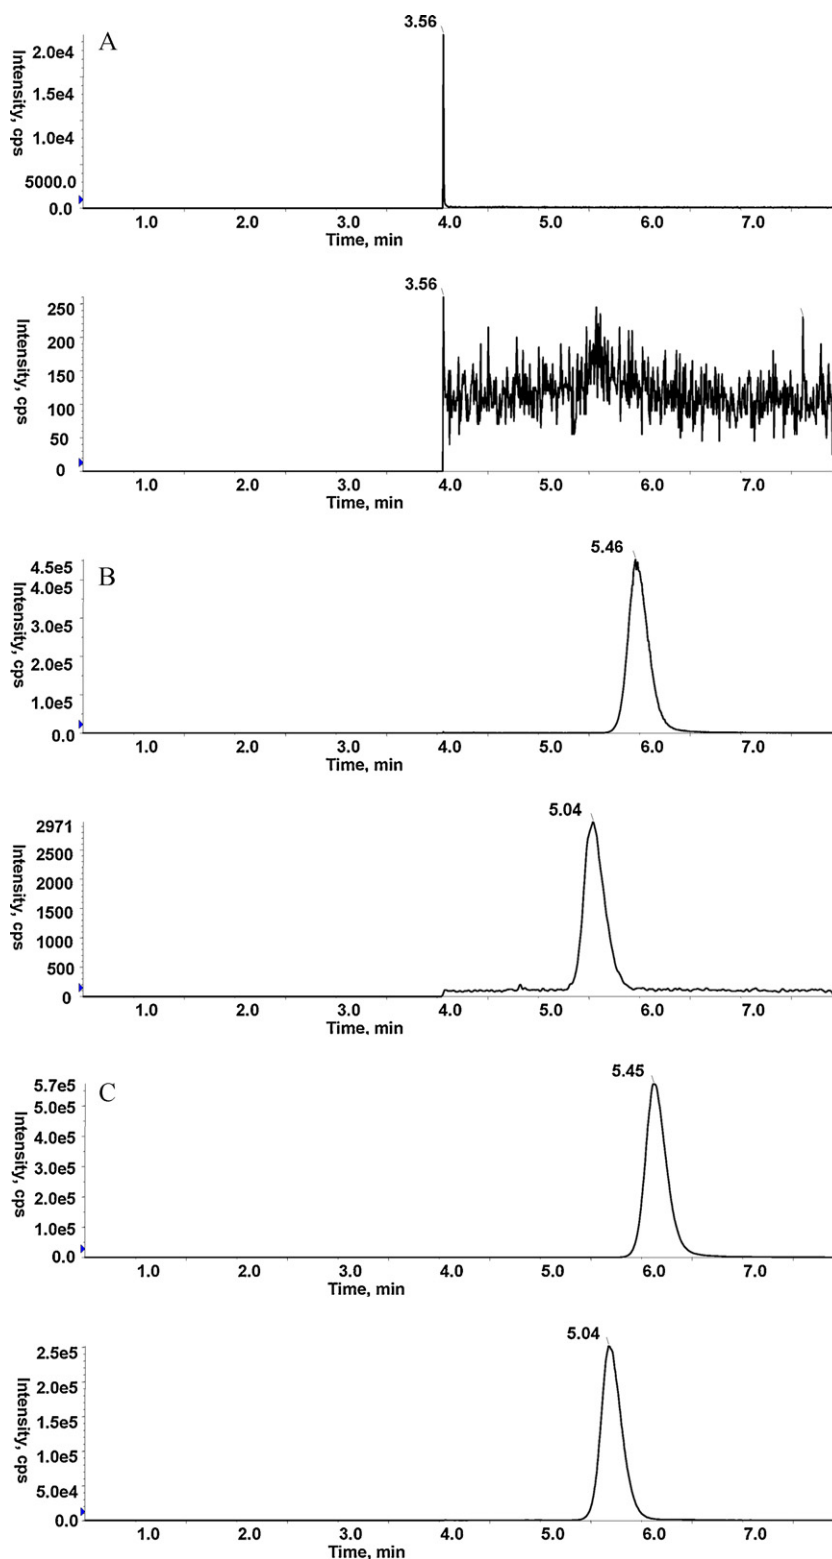 3.56
A
Intensity, cps
2.0e4
1.5e4
1.0e4
5000.0
0.0
1.0 2.0 3.0 4.0 5.0 6.0 7.0
Time, min
3.56
Intensity, cps
250
200
150
100
50
0
1.0 2.0 3.0 4.0 5.0 6.0 7.0
Time, min
5.46
B
Intensity, cps
4.5e5
4.0e5
3.0e5
2.0e5
1.0e5
0.0
1.0 2.0 3.0 4.0 5.0 6.0 7.0
Time, min
5.04
Intensity, cps
2971
2500
2000
1500
1000
500
0
1.0 2.0 3.0 4.0 5.0 6.0 7.0
Time, min
5.45
C
Intensity, cps
5.7e5
5.0e5
4.0e5
3.0e5
2.0e5
1.0e5
0.0
1.0 2.0 3.0 4.0 5.0 6.0 7.0
Time, min
5.04
Intensity, cps
2.5e5
2.0e5
1.5e5
1.0e5
5.0e4
0.0
1.0 2.0 3.0 4.0 5.0 6.0 7.0
Time, min